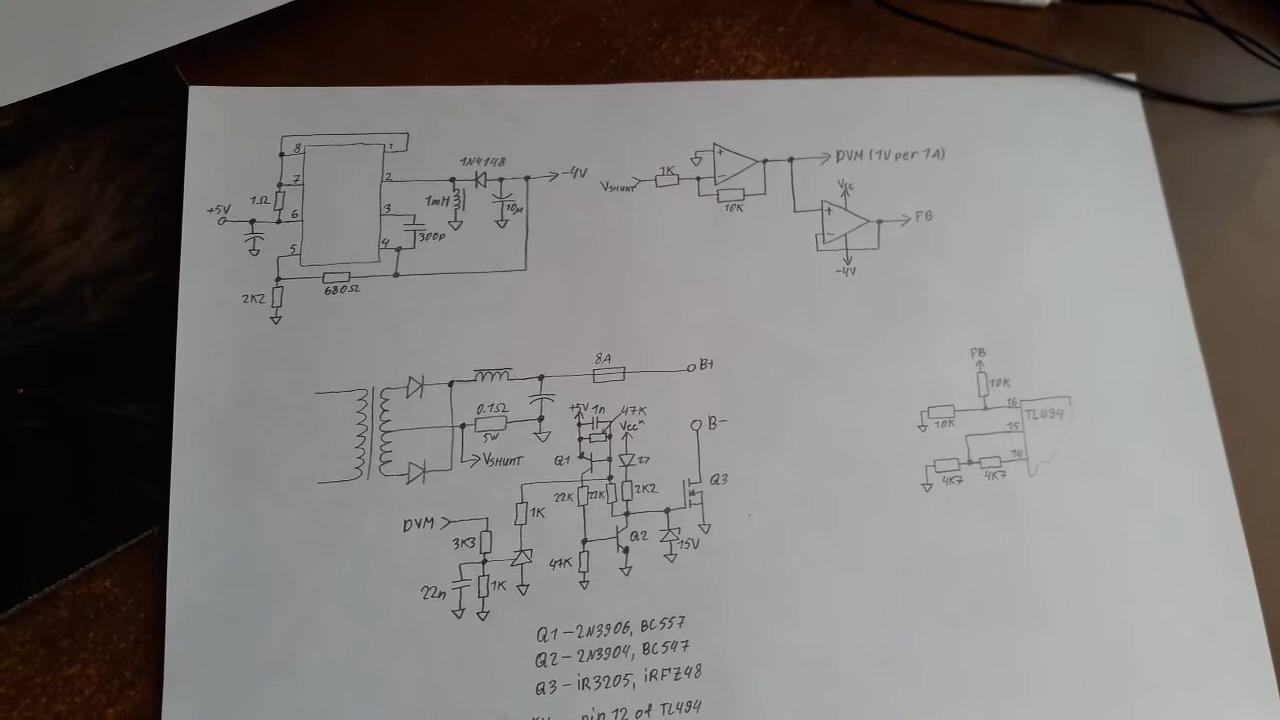 8
1
7
2
1Ω
+5V
6
3
5
4
1N4148
1mH
10μ
-4V
300p
680Ω
2K2
VSHUNT
1K
+
-
10K
DVM (1V per 1A)
Vcc
+
-
-4V
FB
8A
B+
0.1Ω
5W
VSHUNT
+5V
1n
47K
Vcc*
B-
Q1
22K
22K
2K2
Q3
1K
DVM
3K3
47K
Q2
15V
22n
1K
FB
10K
10K
16
TL494
15
14
4K7
4K7
Q1-2N3906, BC557
Q2-2N3904, BC547
Q3-iR3205, iRFZ48
pin 12 of TL494